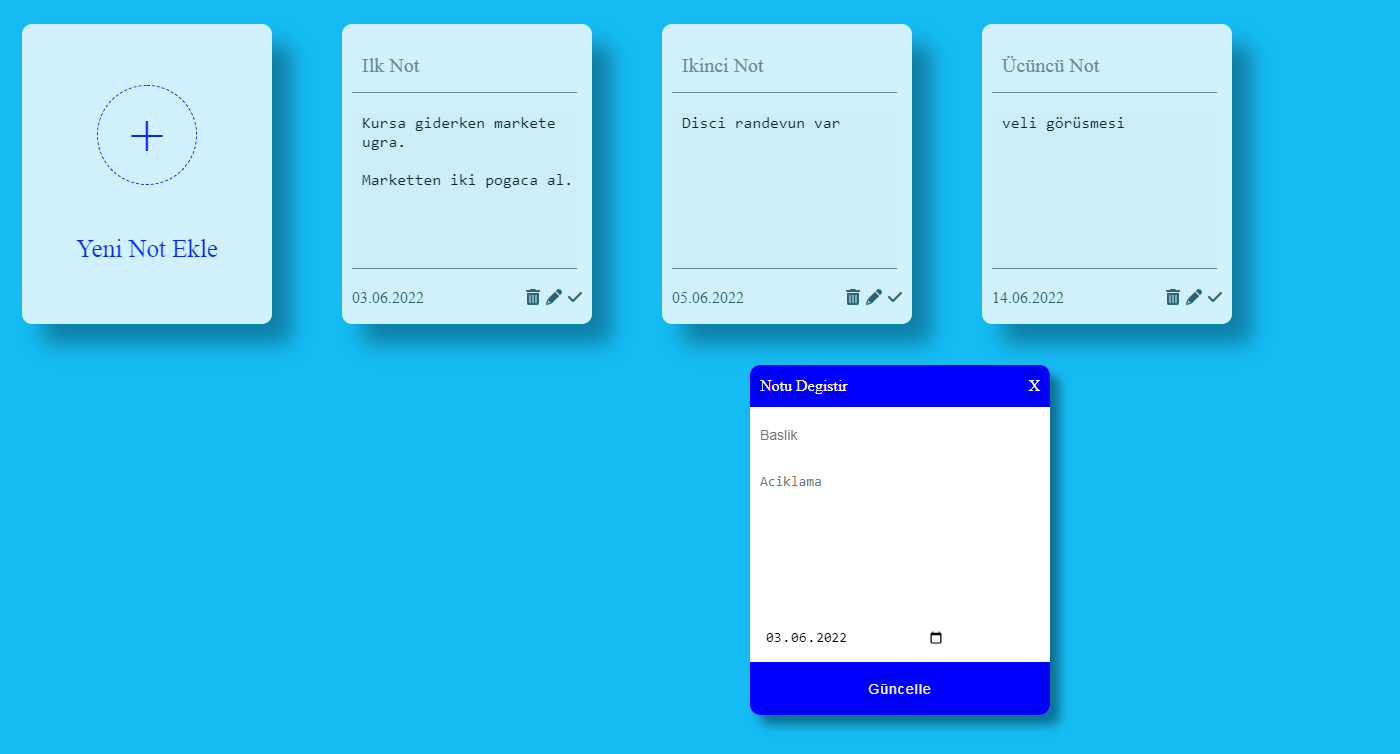 Yeni Not Ekle
Ilk Not
Kursa giderken markete
ugra.
Marketten iki pogaca al.
03.06.2022
Ikinci Not
Disci randevun var
05.06.2022
Ücüncü Not
veli görüsmesi
14.06.2022
Notu Degistir X
Baslik
Aciklama
03.06.2022
Güncelle